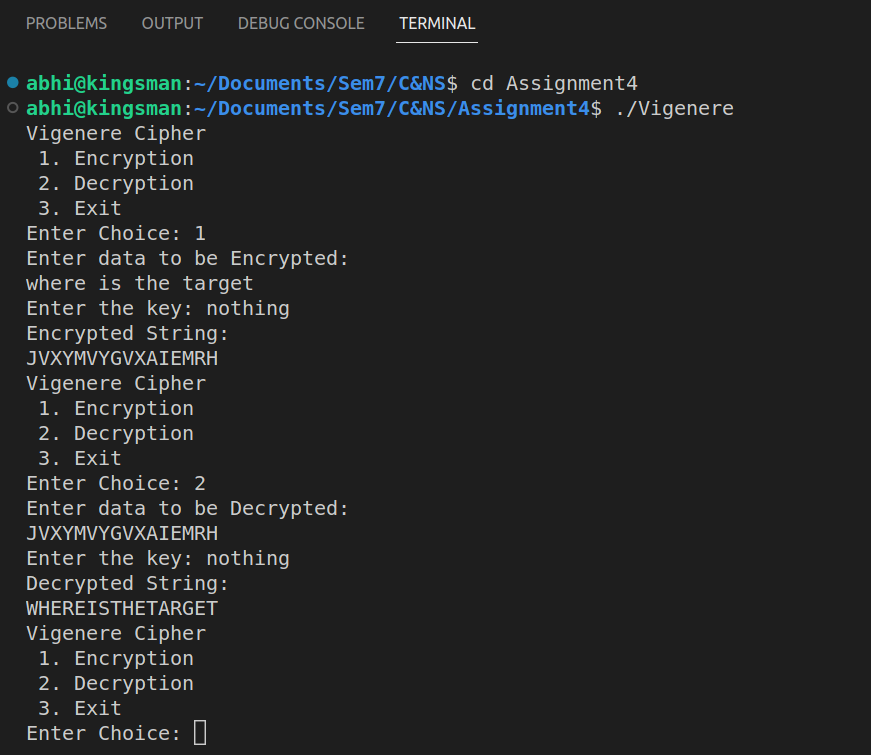 PROBLEMS OUTPUT DEBUG CONSOLE TERMINAL
abhi@kingsman:~/Documents/Sem7/C&NS$ cd Assignment4
abhi@kingsman:~/Documents/Sem7/C&NS/Assignment4$ ./Vigenere
Vigenere Cipher
 1. Encryption
 2. Decryption
 3. Exit
Enter Choice: 1
Enter data to be Encrypted:
where is the target
Enter the key: nothing
Encrypted String:
JVXYMVYGVXAIEMRH
Vigenere Cipher
 1. Encryption
 2. Decryption
 3. Exit
Enter Choice: 2
Enter data to be Decrypted:
JVXYMVYGVXAIEMRH
Enter the key: nothing
Decrypted String:
WHEREISTHETARGET
Vigenere Cipher
 1. Encryption
 2. Decryption
 3. Exit
Enter Choice: